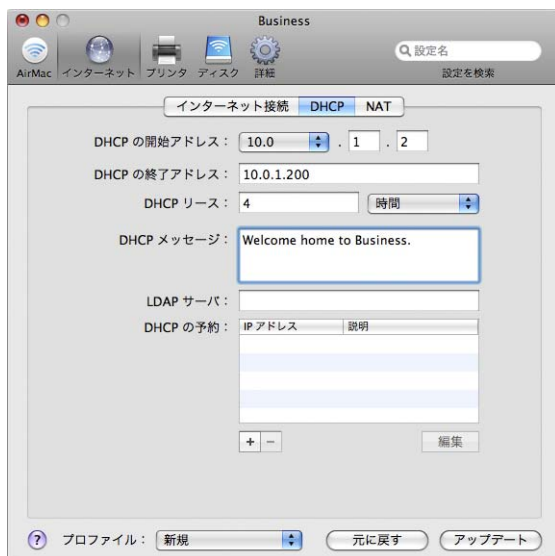 Business
設定名
AirMac インターネット プリンタ ディスク 詳細 設定を検索
インターネット接続 DHCP NAT
DHCP の開始アドレス： 10.0 . 1 . 2
DHCP の終了アドレス： 10.0.1.200
DHCP リース： 4 時間
DHCP メッセージ： Welcome home to Business.
LDAP サーバ：
DHCP の予約： IP アドレス 説明
+ − 編集
? プロファイル： 新規 元に戻す アップデート